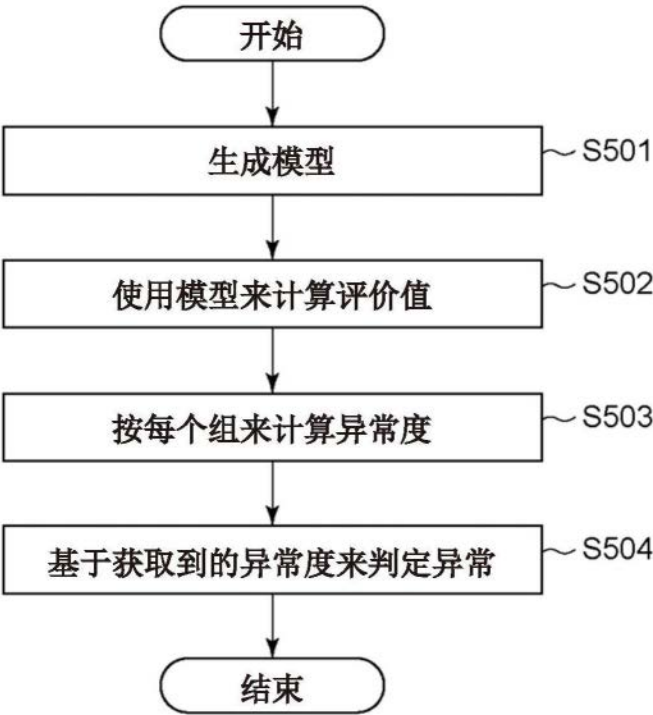 开始
生成模型
S501
使用模型来计算评价值
S502
按每个组来计算异常度
S503
基于获取到的异常度来判定异常
S504
结束